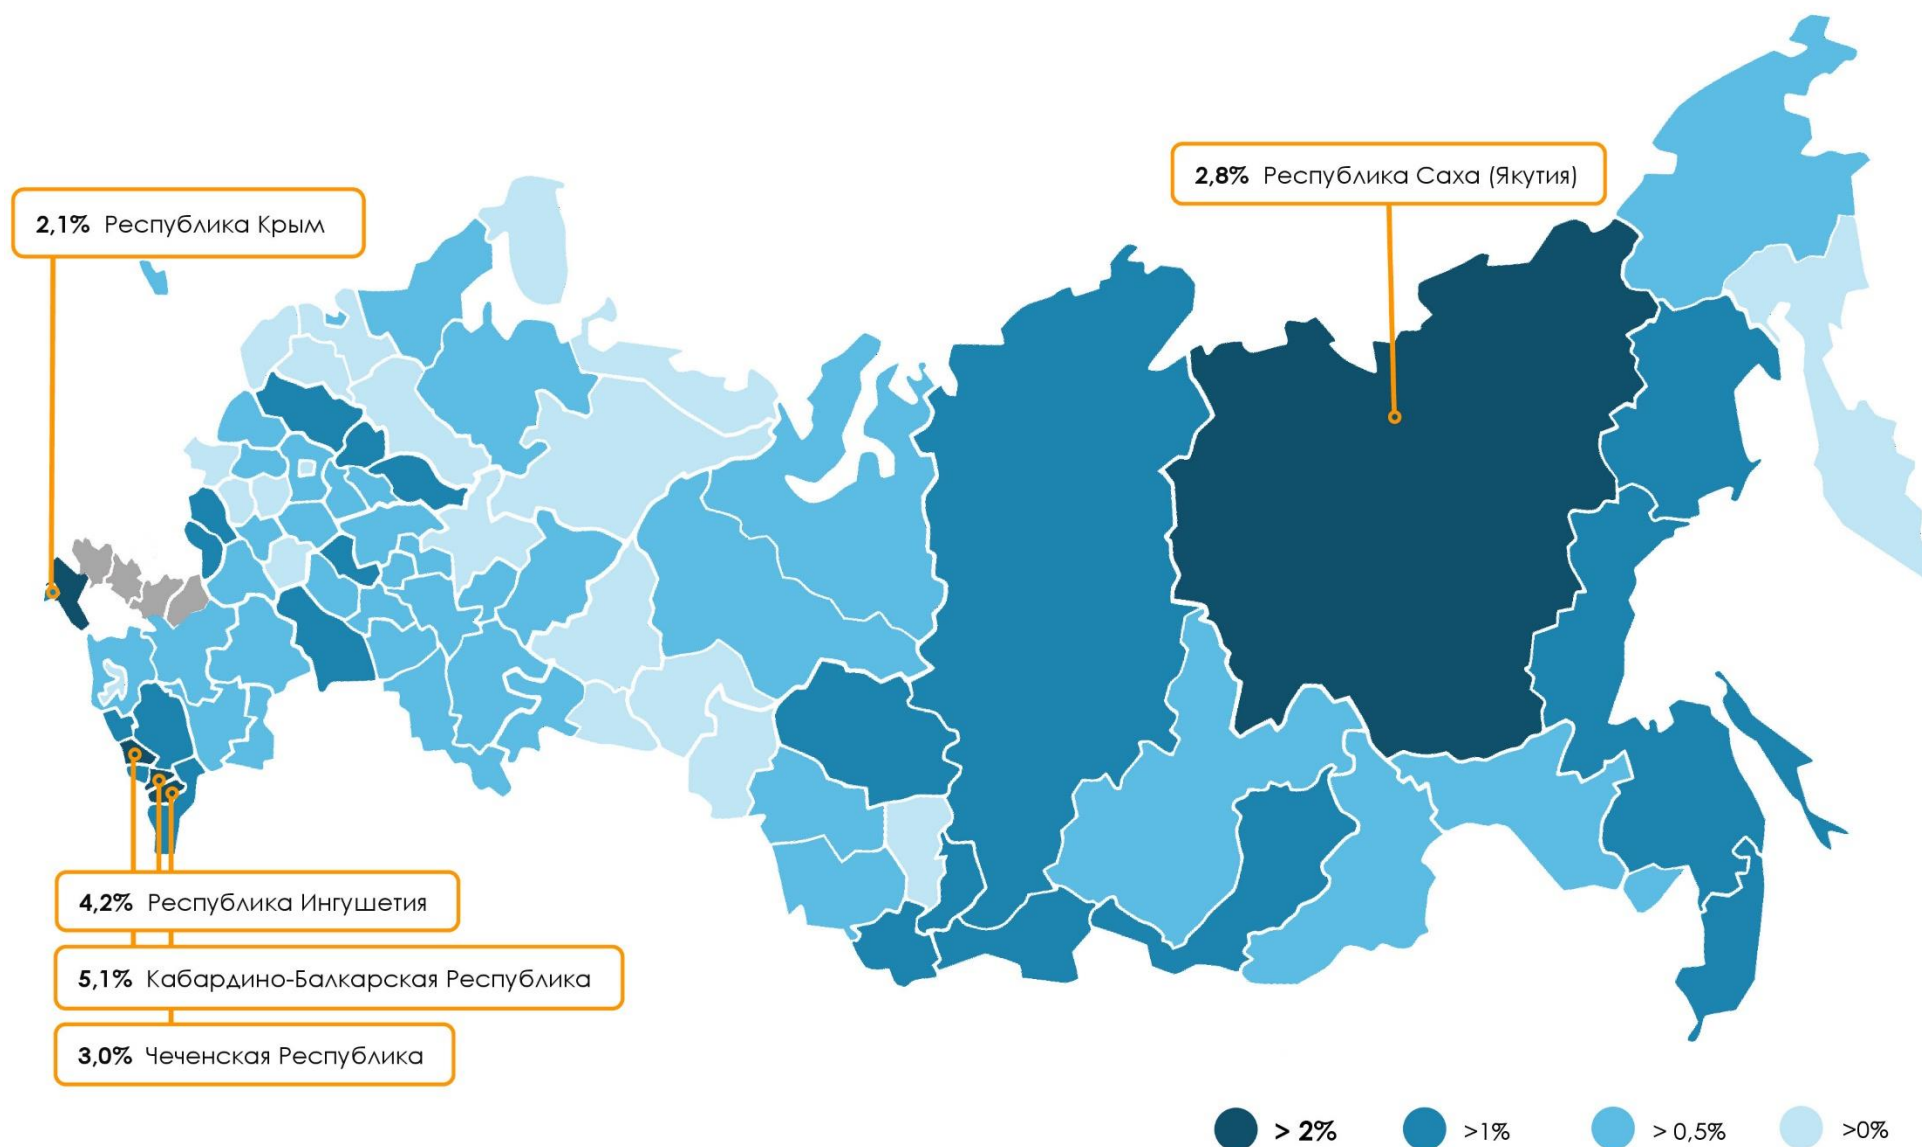 2,8% Республика Саха (Якутия)
2,1% Республика Крым
4,2% Республика Ингушетия
5,1% Кабардино-Балкарская Республика
3,0% Чеченская Республика
> 2% >1% > 0,5% >0%